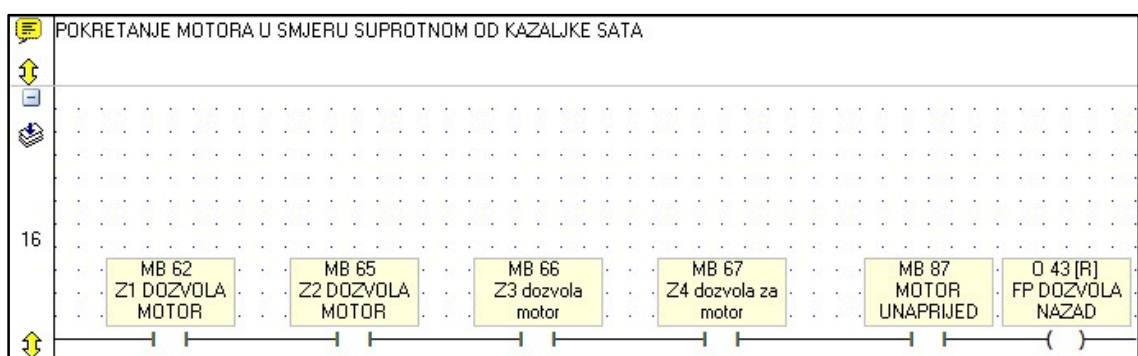 POKRETANJE MOTORA U SMJERU SUPROTNOM OD KAZALJKE SATA
16
MB 62
Z1 DOZVOLA
MOTOR
MB 65
Z2 DOZVOLA
MOTOR
MB 66
Z3 dozvola
motor
MB 67
Z4 dozvola za
motor
MB 87
MOTOR
UNAPRIJED
O 43 [R]
FP DOZVOLA
NAZAD